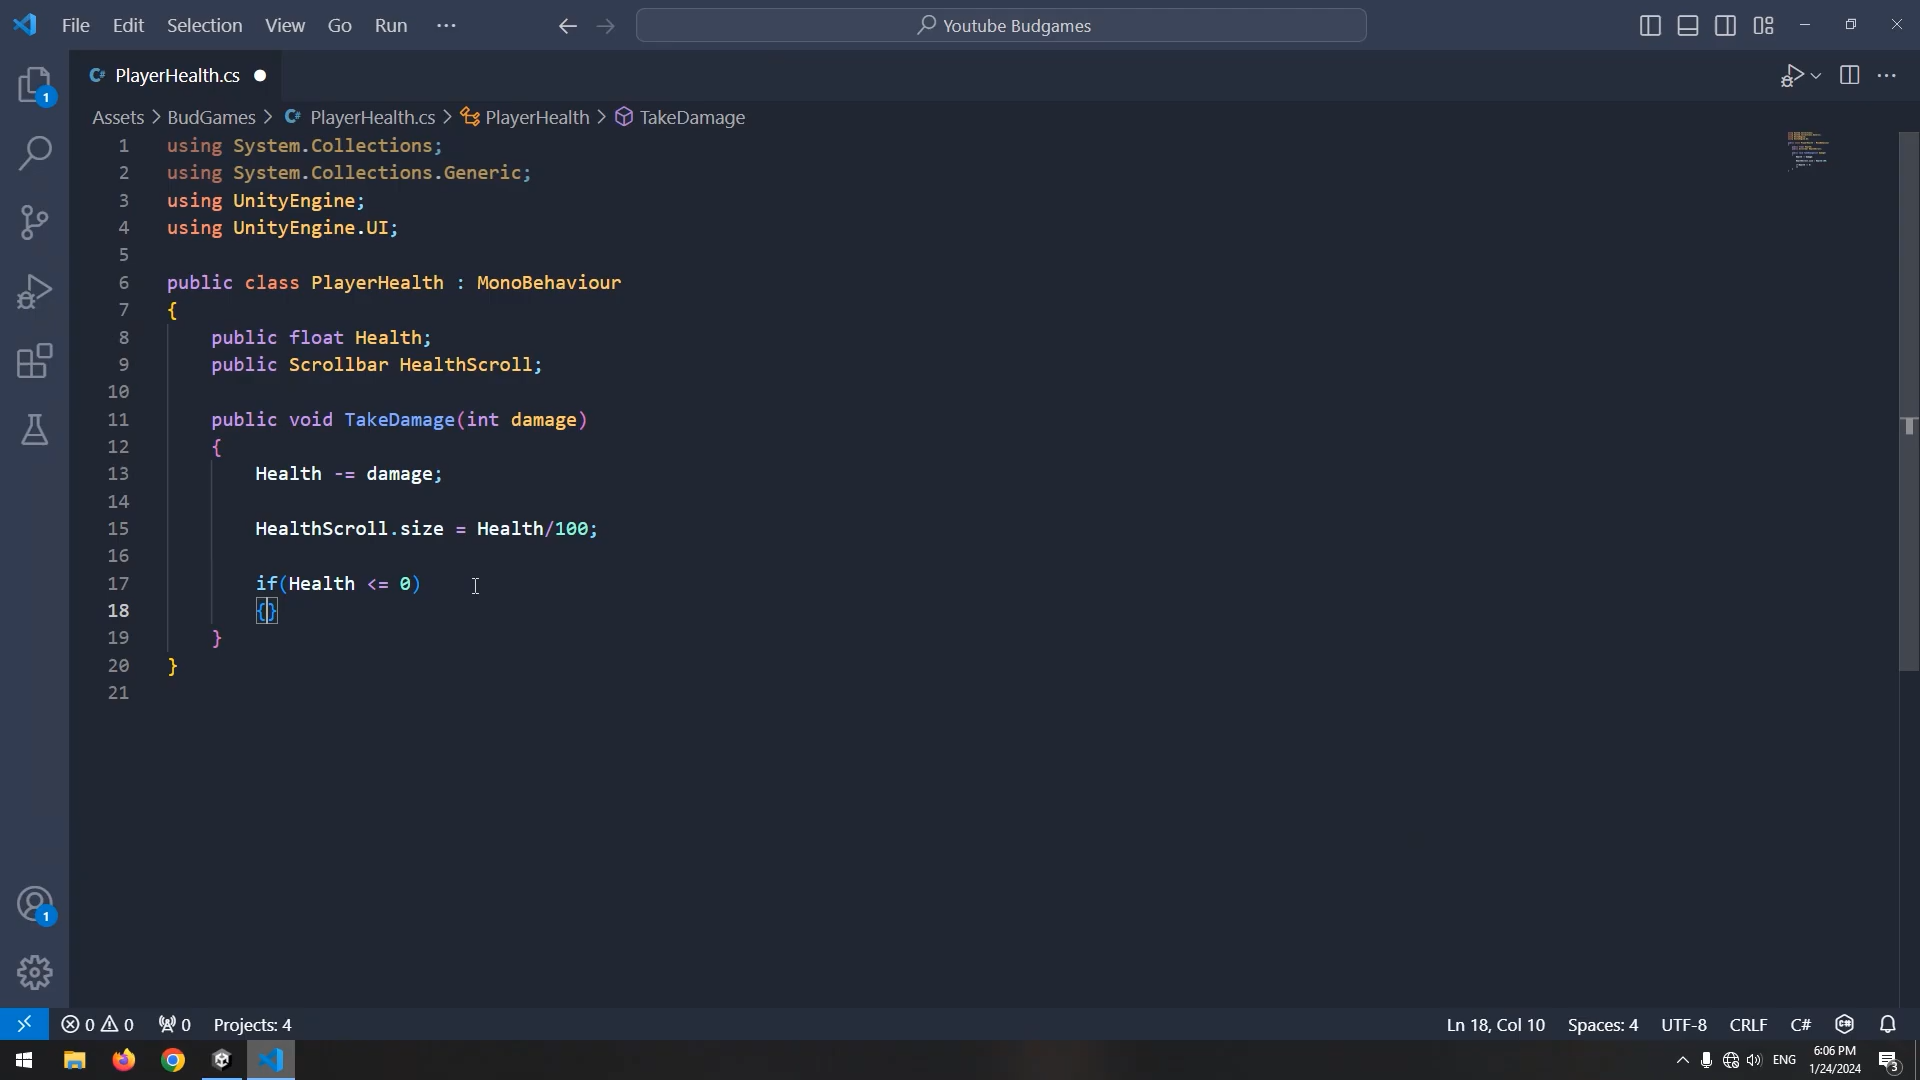 File Edit Selection View Go Run ···
Youtube Budgames
1
C# PlayerHealth.cs
Assets > BudGames > C# PlayerHealth.cs > PlayerHealth > TakeDamage
1 using System.Collections;
2 using System.Collections.Generic;
3 using UnityEngine;
4 using UnityEngine.UI;
5
6 public class PlayerHealth : MonoBehaviour
7 {
8 public float Health;
9 public Scrollbar HealthScroll;
10
11 public void TakeDamage(int damage)
12 {
13 Health -= damage;
14
15 HealthScroll.size = Health/100;
16
17 if(Health <= 0)
18 {}
19 }
20 }
21
1
0 0 0 Projects: 4 Ln 18, Col 10 Spaces: 4 UTF-8 CRLF C#
ENG 6:06 PM
1/24/2024 3